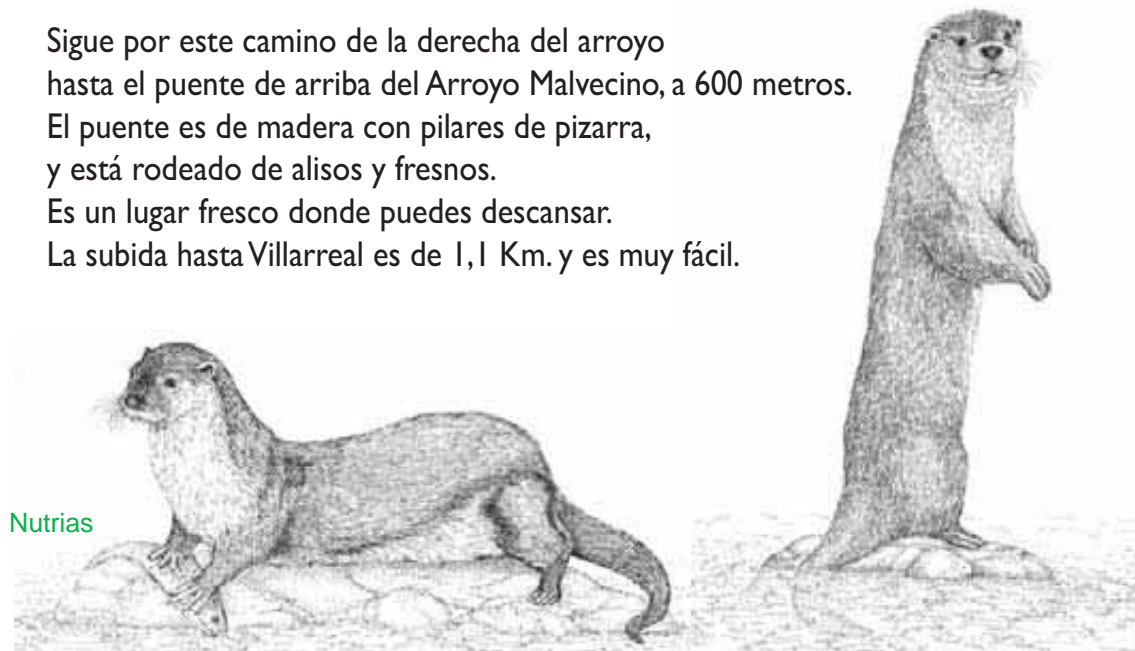 Sigue por este camino de la derecha del arroyo
hasta el puente de arriba del Arroyo Malvecino, a 600 metros.
El puente es de madera con pilares de pizarra,
y está rodeado de alisos y fresnos.
Es un lugar fresco donde puedes descansar.
La subida hasta Villarreal es de 1,1 Km. y es muy fácil.
Nutrias